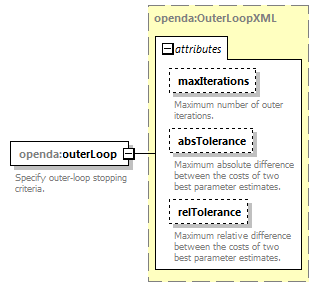 openda:OuterLoopXML
attributes
maxIterations
Maximum number of outer
iterations.
absTolerance
Maximum absolute difference
between the costs of two
best parameter estimates.
relTolerance
Maximum relative difference
between the costs of two
best parameter estimates.
openda:outerLoop
Specify outer-loop stopping
criteria.